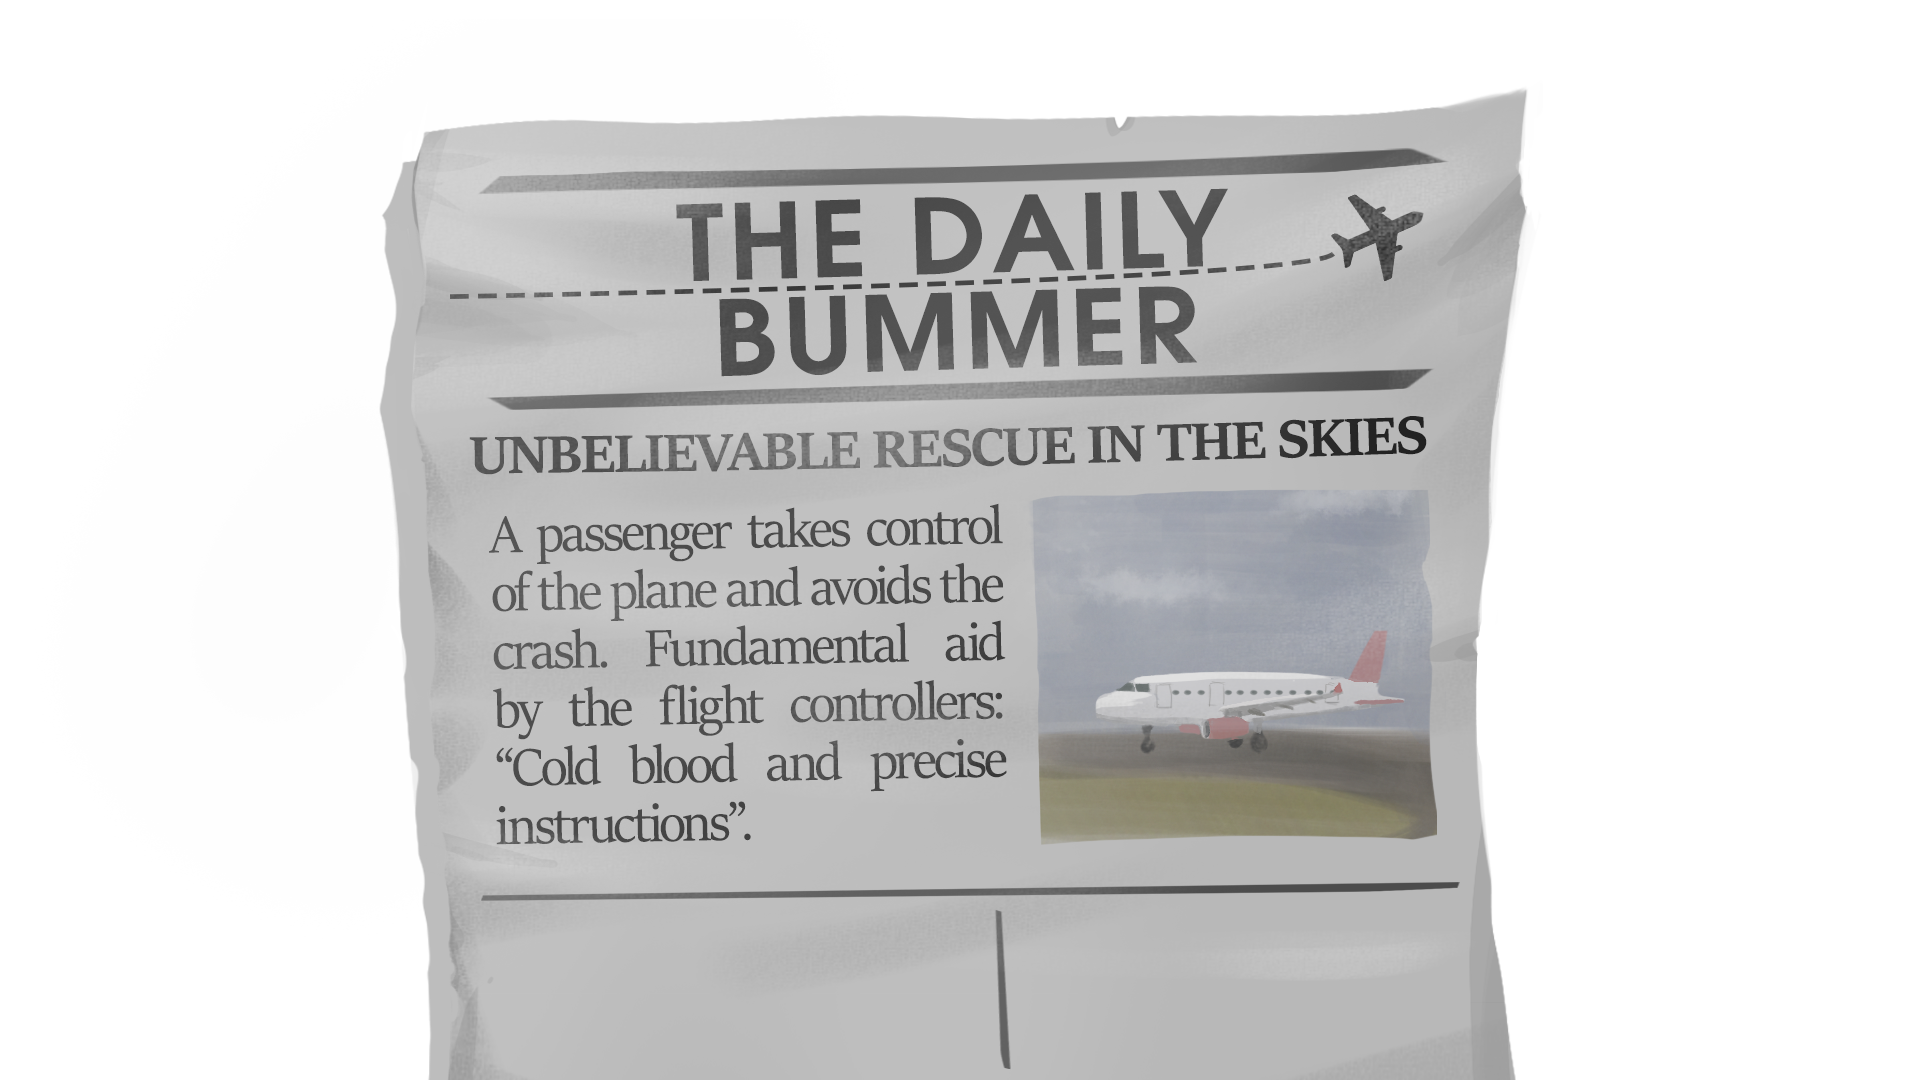 THE DAILY
BUMMER
UNBELIEVABLE RESCUE IN THE SKIES
A passenger takes control
of the plane and avoids the
crash. Fundamental aid
by the flight controllers:
“Cold blood and precise
instructions”.